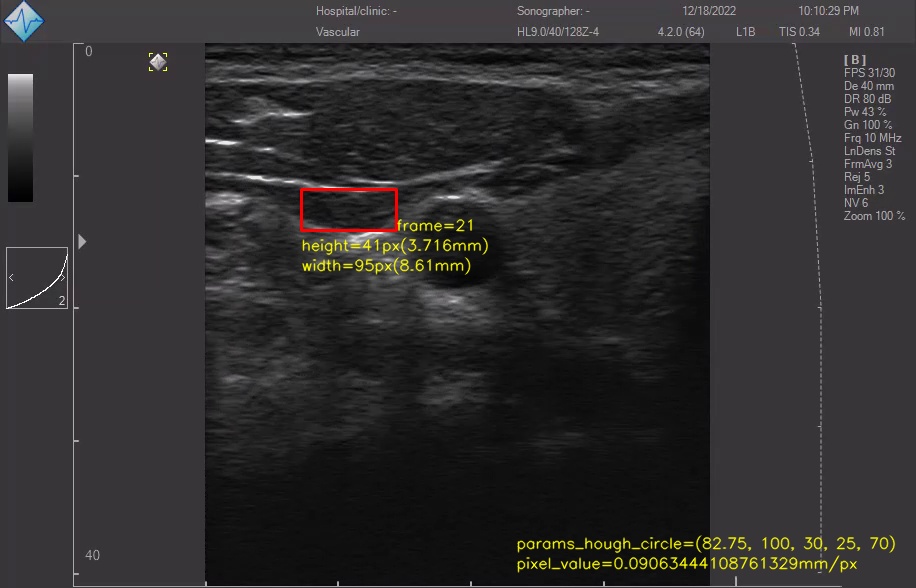 Hospital/clinic: - Sonographer: - 12/18/2022 10:10:29 PM
Vascular HL9.0/40/128Z-4 4.2.0 (64) L1B TIS 0.34 MI 0.81
0
[ B ]
FPS 31/30
De 40 mm
DR 80 dB
Pw 43 %
Gn 100 %
Frq 10 MHz
LnDens St
FrmAvg 3
Rej 5
ImEnh 3
NV 6
Zoom 100 %
frame=21
height=41px(3.716mm)
width=95px(8.61mm)
2
40
params_hough_circle=(82.75, 100, 30, 25, 70)
pixel_value=0.09063444108761329mm/px